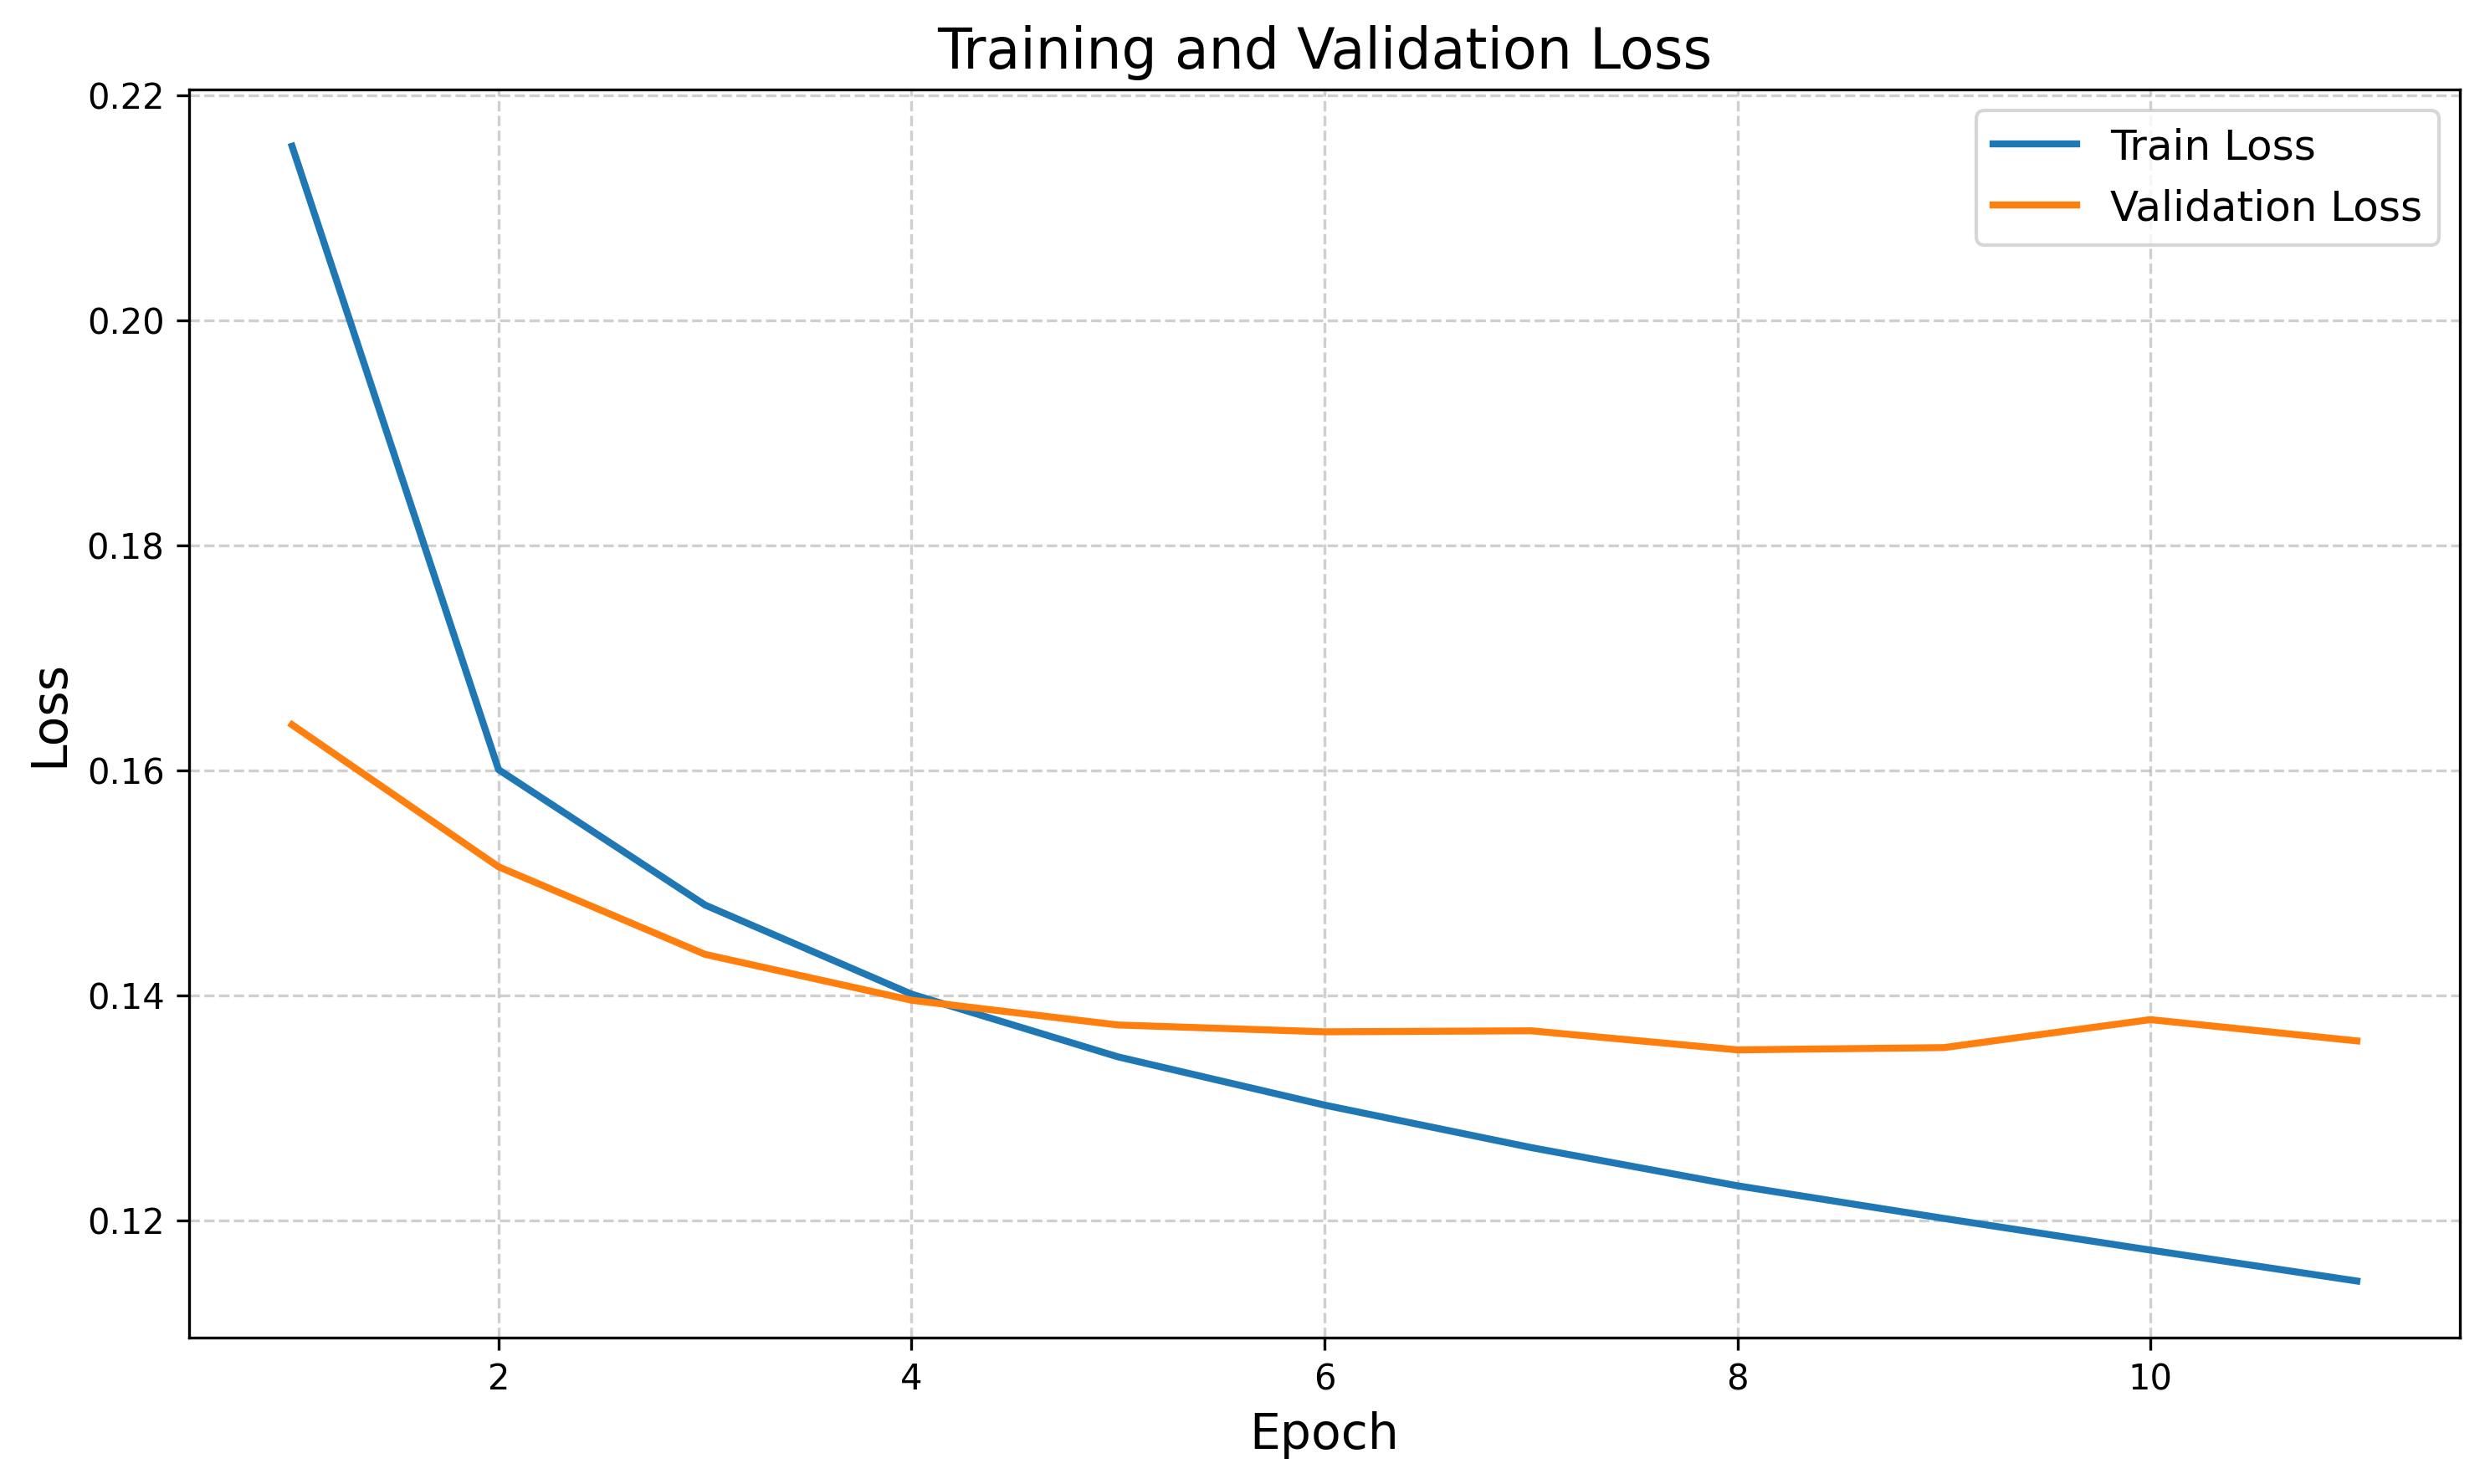 Training and Validation Loss
0.22
Train Loss
Validation Loss
0.20
0.18
Loss
0.16
0.14
0.12
2
4
6
8
10
Epoch